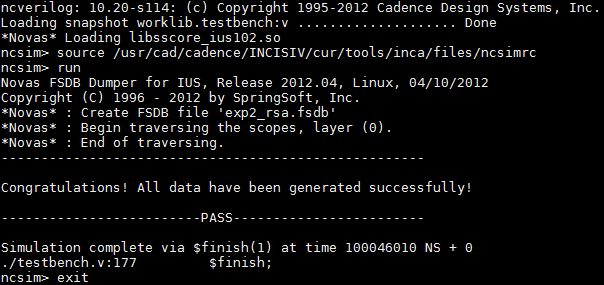 ncverilog: 10.20-s114: (c) Copyright 1995-2012 Cadence Design Systems, Inc.
Loading snapshot worklib.testbench:v .................... Done
*Novas* Loading libsscore_ius102.so
ncsim> source /usr/cad/cadence/INCISIV/cur/tools/inca/files/ncsimrc
ncsim> run
Novas FSDB Dumper for IUS, Release 2012.04, Linux, 04/10/2012
Copyright (C) 1996 - 2012 by SpringSoft, Inc.
*Novas* : Create FSDB file 'exp2_rsa.fsdb'
*Novas* : Begin traversing the scopes, layer (0).
*Novas* : End of traversing.
-----------------------------------------------------
Congratulations! All data have been generated successfully!
-------------------------PASS------------------------
Simulation complete via $finish(1) at time 100046010 NS + 0
./testbench.v:177         $finish;
ncsim> exit